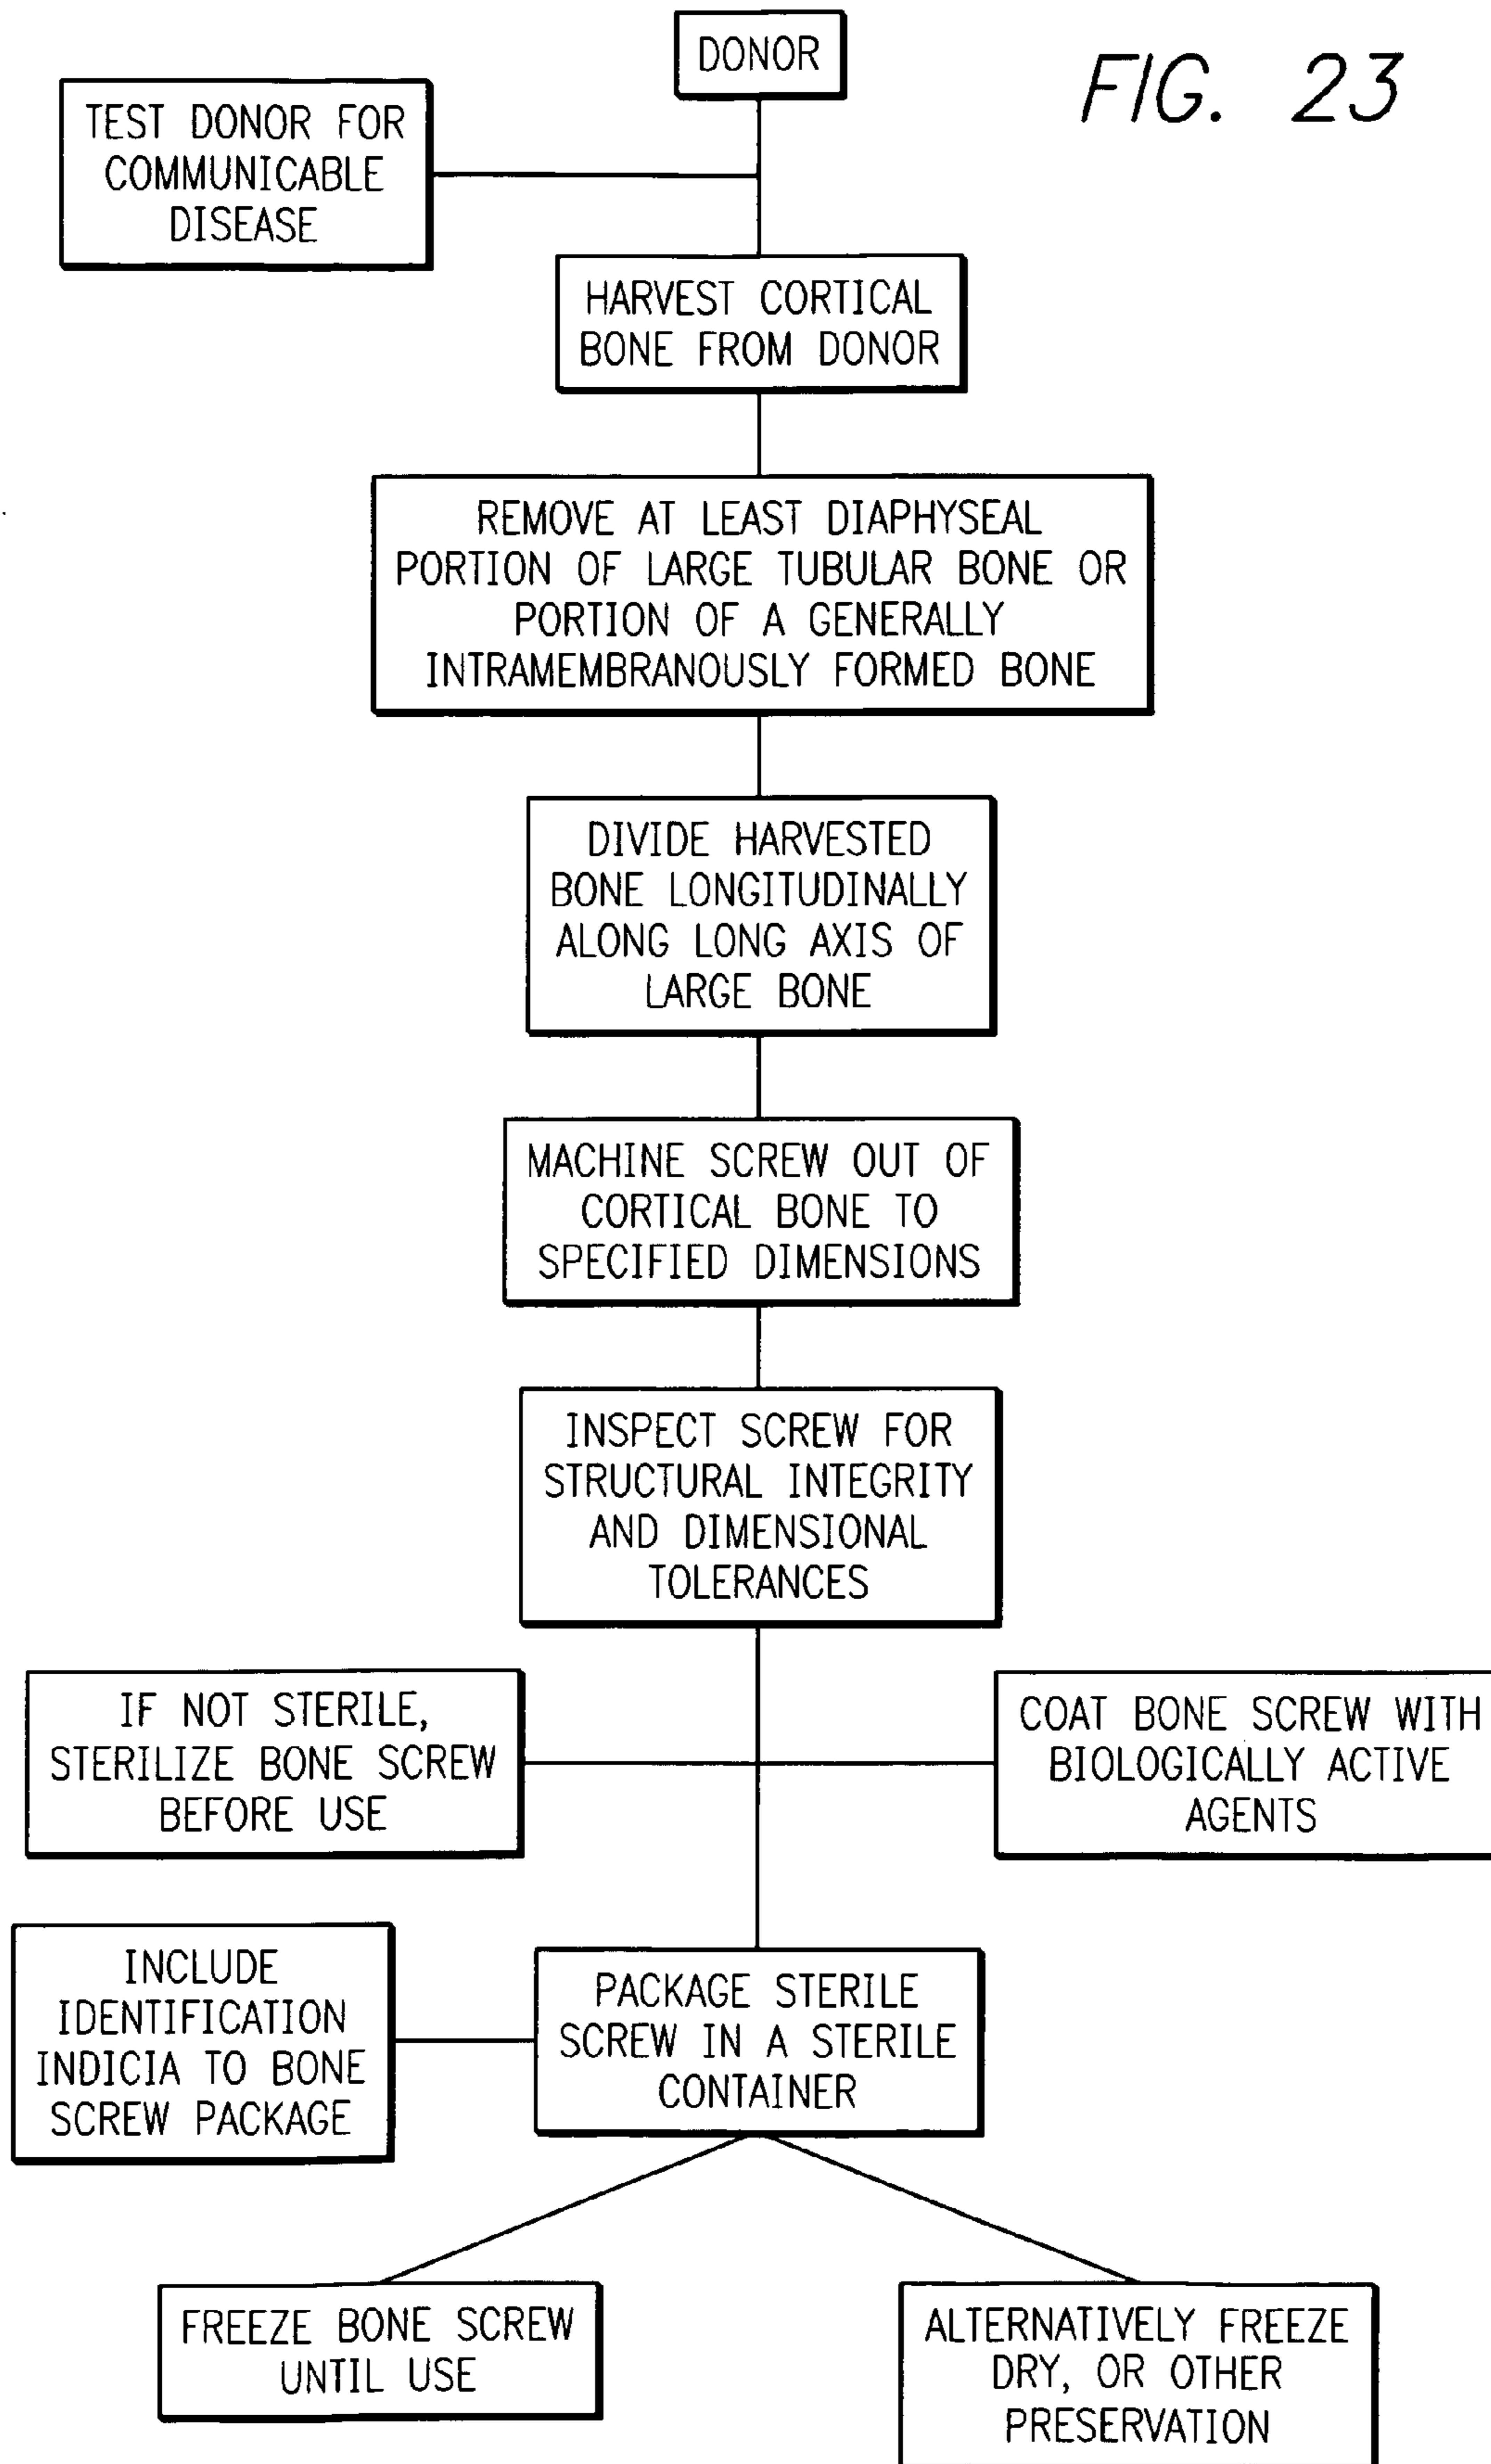 DONOR
FIG. 23
TEST DONOR FOR
COMMUNICABLE
DISEASE
HARVEST CORTICAL
BONE FROM DONOR
REMOVE AT LEAST DIAPHYSEAL
PORTION OF LARGE TUBULAR BONE OR
PORTION OF A GENERALLY
INTRAMEMBRANOUSLY FORMED BONE
DIVIDE HARVESTED
BONE LONGITUDINALLY
ALONG LONG AXIS OF
LARGE BONE
MACHINE SCREW OUT OF
CORTICAL BONE TO
SPECIFIED DIMENSIONS
INSPECT SCREW FOR
STRUCTURAL INTEGRITY
AND DIMENSIONAL
TOLERANCES
IF NOT STERILE,
STERILIZE BONE SCREW
BEFORE USE
COAT BONE SCREW WITH
BIOLOGICALLY ACTIVE
AGENTS
INCLUDE
IDENTIFICATION
INDICIA TO BONE
SCREW PACKAGE
PACKAGE STERILE
SCREW IN A STERILE
CONTAINER
FREEZE BONE SCREW
UNTIL USE
ALTERNATIVELY FREEZE
DRY, OR OTHER
PRESERVATION